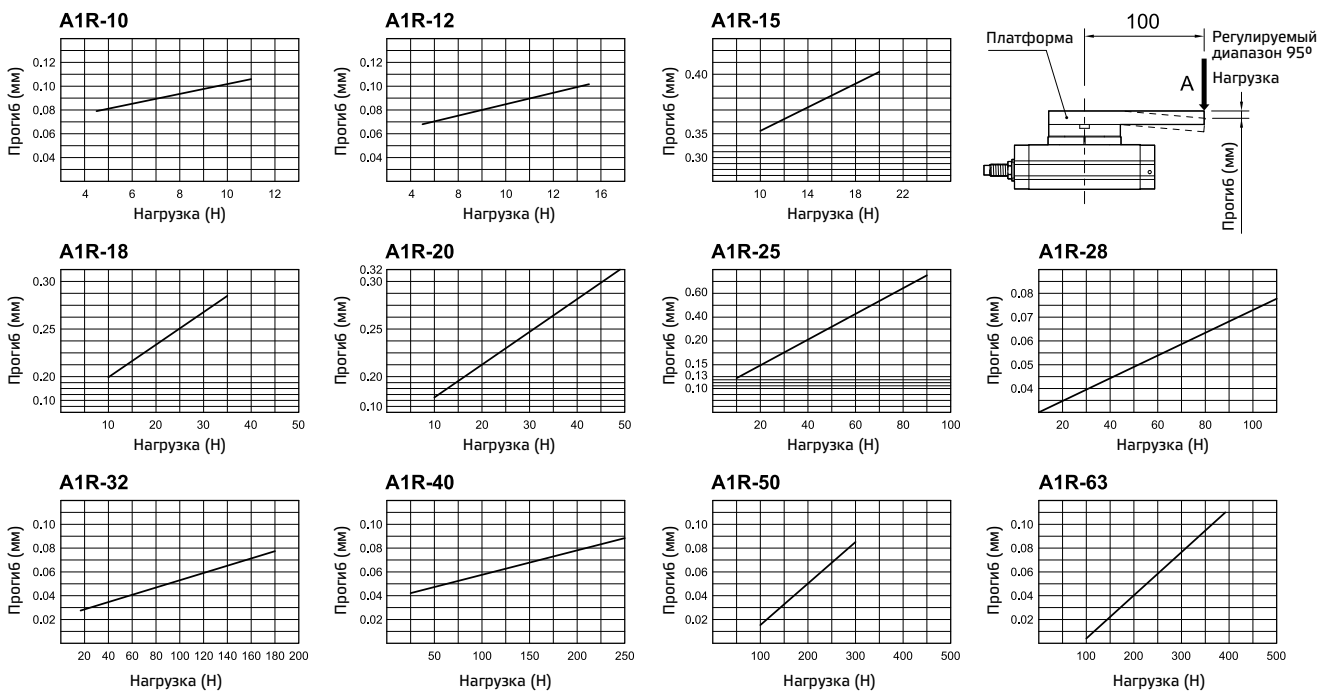 A1R-10
Прогиб (мм)
0.12
0.10
0.08
0.06
0.04
4 6 8 10 12
Нагрузка (Н)
A1R-12
Прогиб (мм)
0.12
0.10
0.08
0.06
0.04
4 6 8 10 12 14 16
Нагрузка (Н)
A1R-15
Прогиб (мм)
0.40
0.35
0.30
10 14 18 22
Нагрузка (Н)
Платформа
100
Регулируемый
диапазон 95º
A
Нагрузка
Прогиб (мм)
A1R-18
Прогиб (мм)
0.30
0.25
0.20
0.10
10 20 30 40 50
Нагрузка (Н)
A1R-20
Прогиб (мм)
0.32
0.30
0.25
0.20
0.10
10 20 30 40 50
Нагрузка (Н)
A1R-25
Прогиб (мм)
0.60
0.40
0.20
0.15
0.13
0.10
20 40 60 80 100
Нагрузка (Н)
A1R-28
Прогиб (мм)
0.08
0.07
0.06
0.05
0.04
20 40 60 80 100
Нагрузка (Н)
A1R-32
Прогиб (мм)
0.10
0.08
0.06
0.04
0.02
20 40 60 80 100 120 140 160 180 200
Нагрузка (Н)
A1R-40
Прогиб (мм)
0.10
0.08
0.06
0.04
0.02
50 100 150 200 250
Нагрузка (Н)
A1R-50
Прогиб (мм)
0.10
0.08
0.06
0.04
0.02
100 200 300 400 500
Нагрузка (Н)
A1R-63
Прогиб (мм)
0.10
0.08
0.06
0.04
0.02
100 200 300 400 500
Нагрузка (Н)